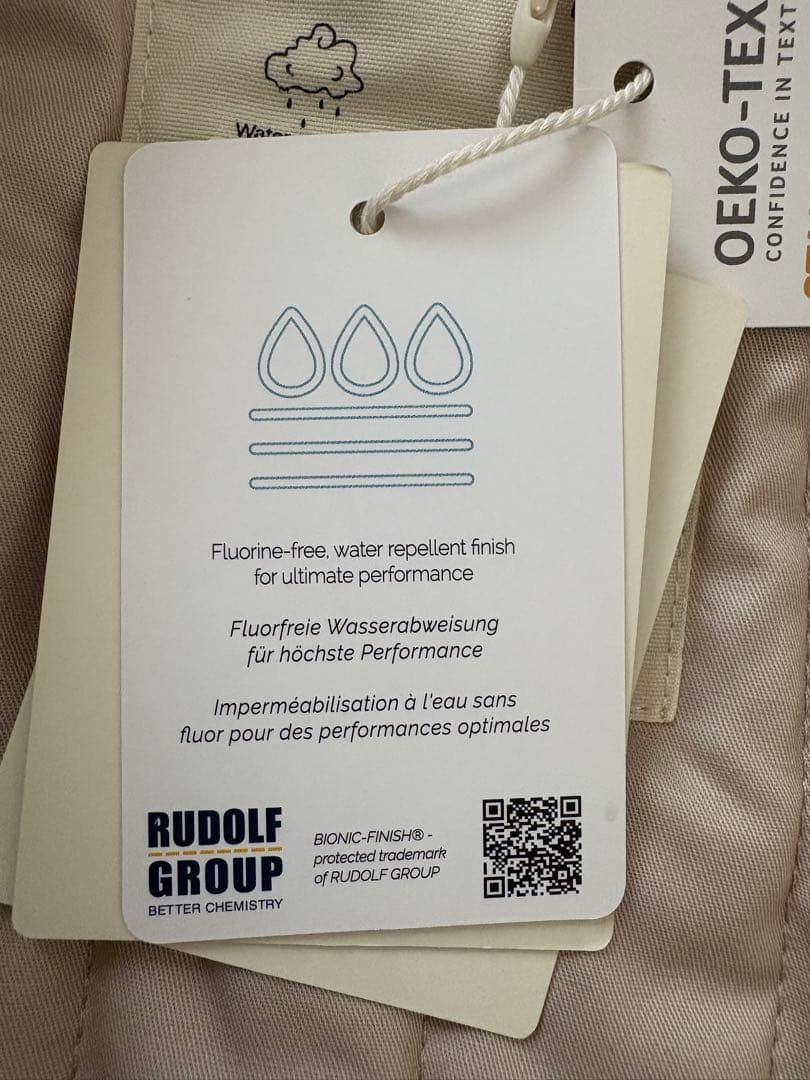 OEKO-TEX
CONFIDENCE IN TEXT
Fluorine-free, water repellent finish
for ultimate performance
Fluorfreie Wasserabweisung
für höchste Performance
Imperméabilisation à l'eau sans
fluor pour des performances optimales
RUDOLF
GROUP
BETTER CHEMISTRY
BIONIC-FINISH® -
protected trademark
of RUDOLF GROUP